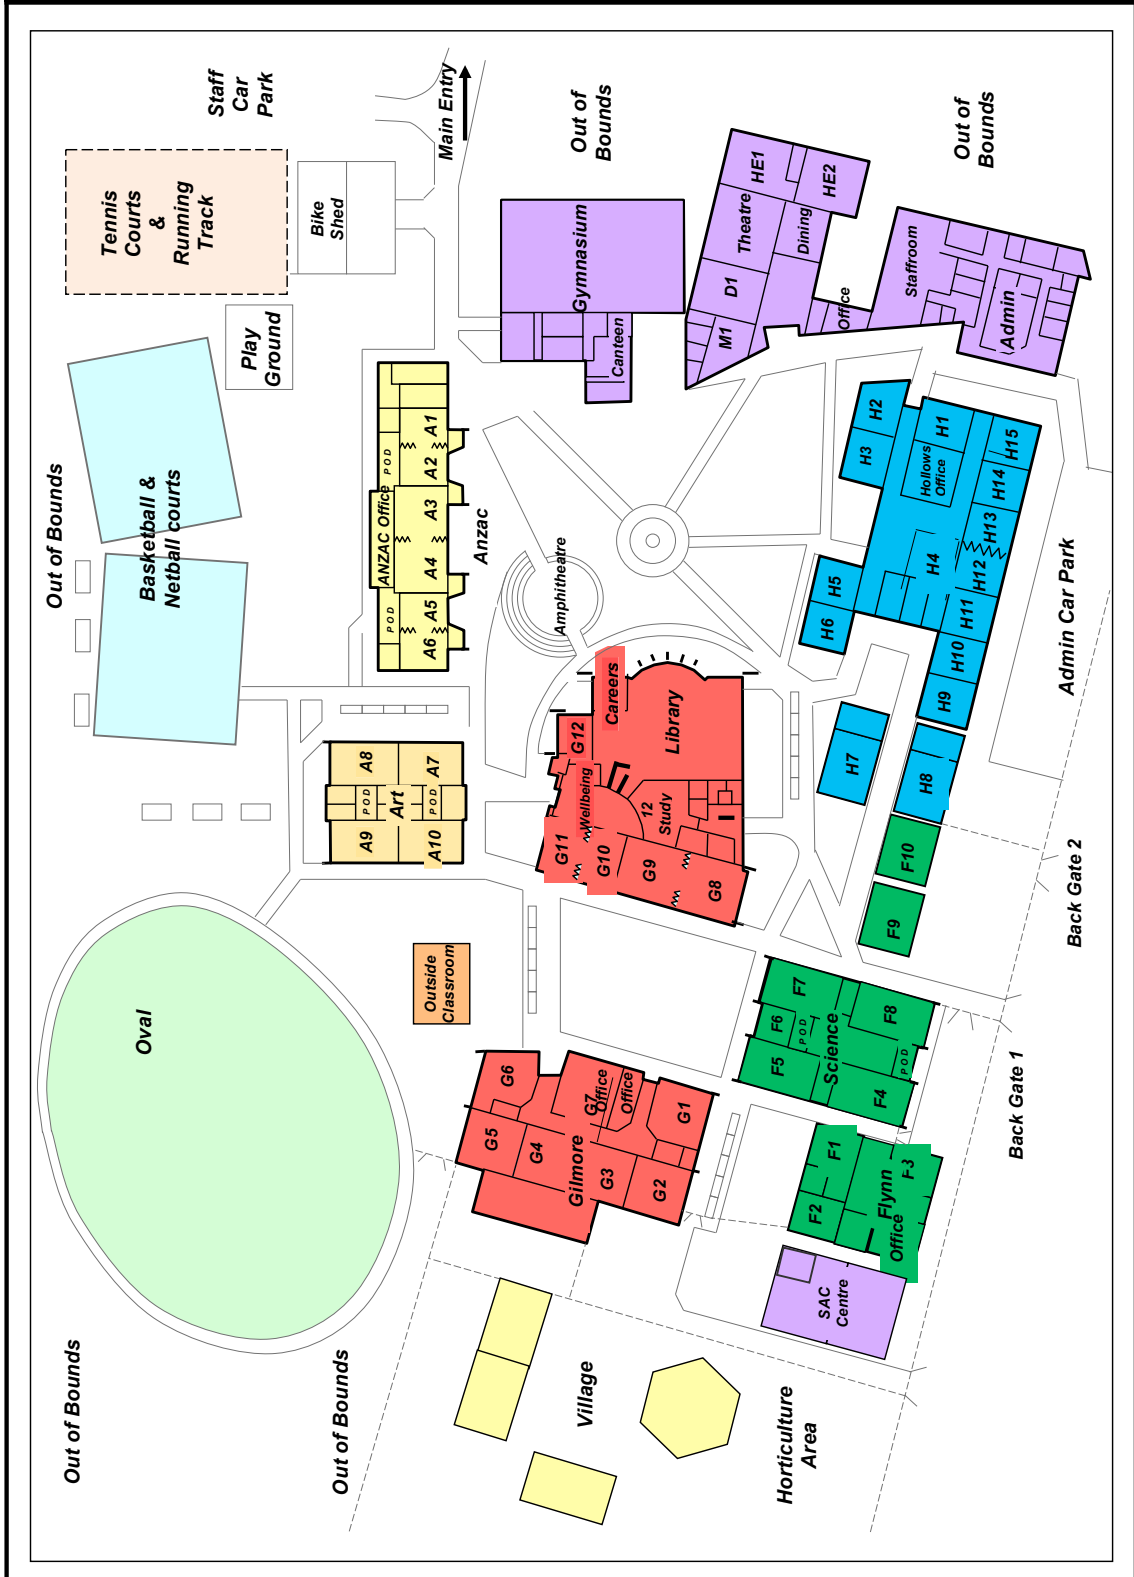 Staff
Car
Park
Main Entry
Out of
Bounds
Out of
Bounds
Tennis
Courts
&
Running
Track
Bike
Shed
Play
Ground
Gymnasium
Canteen
HE1
HE2
Theatre
Dining
D1
M1
Office
Staffroom
Admin
Out of Bounds
Basketball &
Netball courts
A1
A2
A3
A4
A5
A6
POD
POD
ANZAC Office
Anzac
Amphitheatre
H2
H3
H1
Hollows
Office
H15
H14
H13
H12
H11
H10
H9
H4
H5
H6
H7
H8
Admin Car Park
Careers
Library
G12
Wellbeing
12
Study
G11
G10
G9
G8
A8
A7
POD
POD
Art
A9
A10
F10
F9
Back Gate 2
Oval
Outside
Classroom
G6
G7
Office
Office
G1
G5
G4
Gilmore
G3
G2
F7
F8
F6
POD
POD
Science
F5
F4
Back Gate 1
F1
F3
F2
Flynn
Office
SAC
Centre
Out of Bounds
Out of Bounds
Village
Horticulture
Area